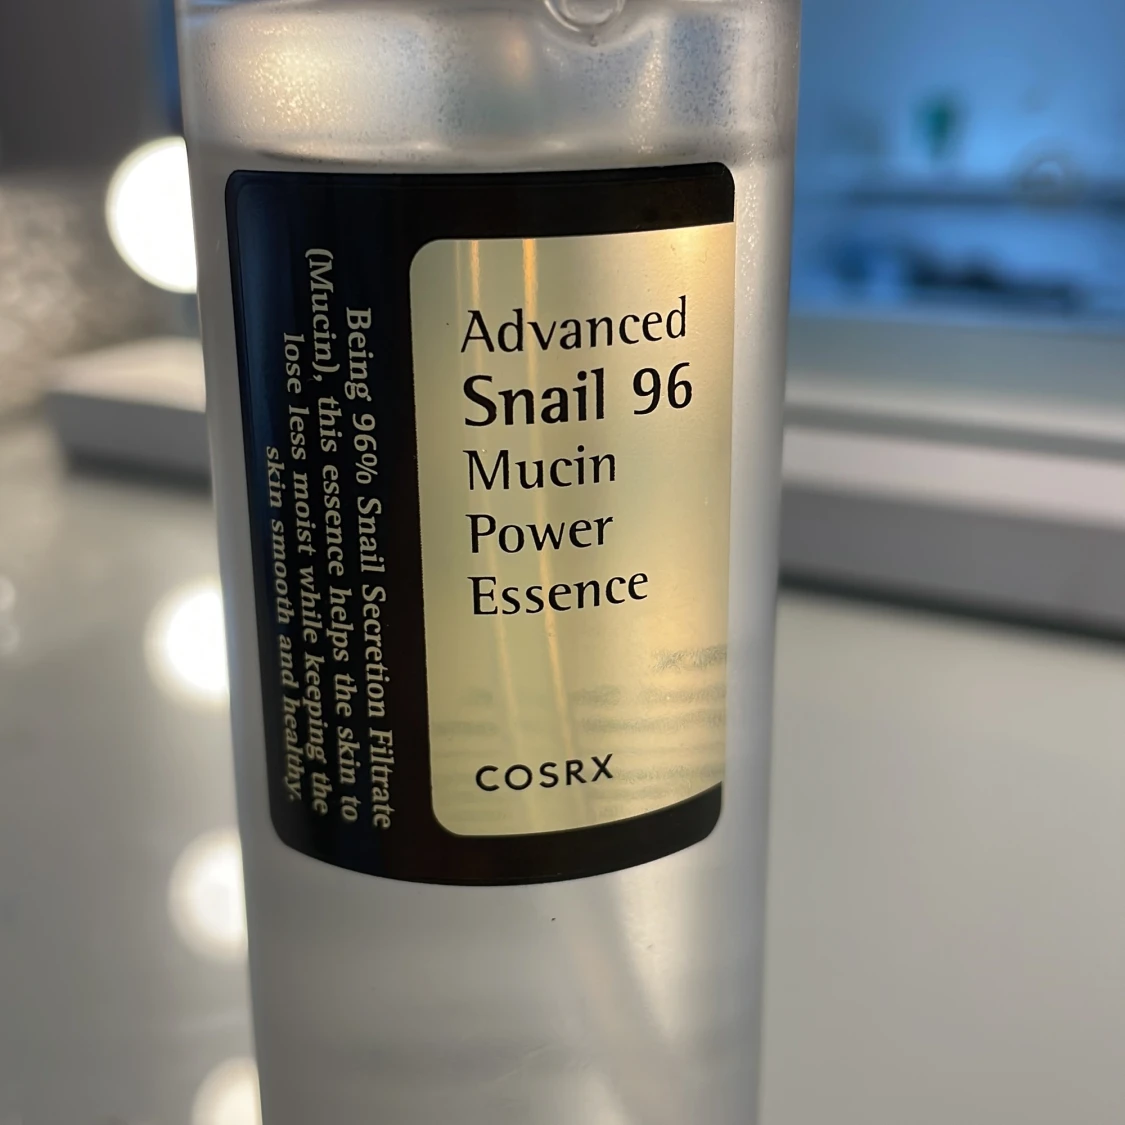 Advanced
Snail 96
Mucin
Power
Essence
COSRX
Being 96% Snail Secretion Filtrate
(Mucin), this essence helps the skin to
lose less moist while keeping the
skin smooth and healthy.